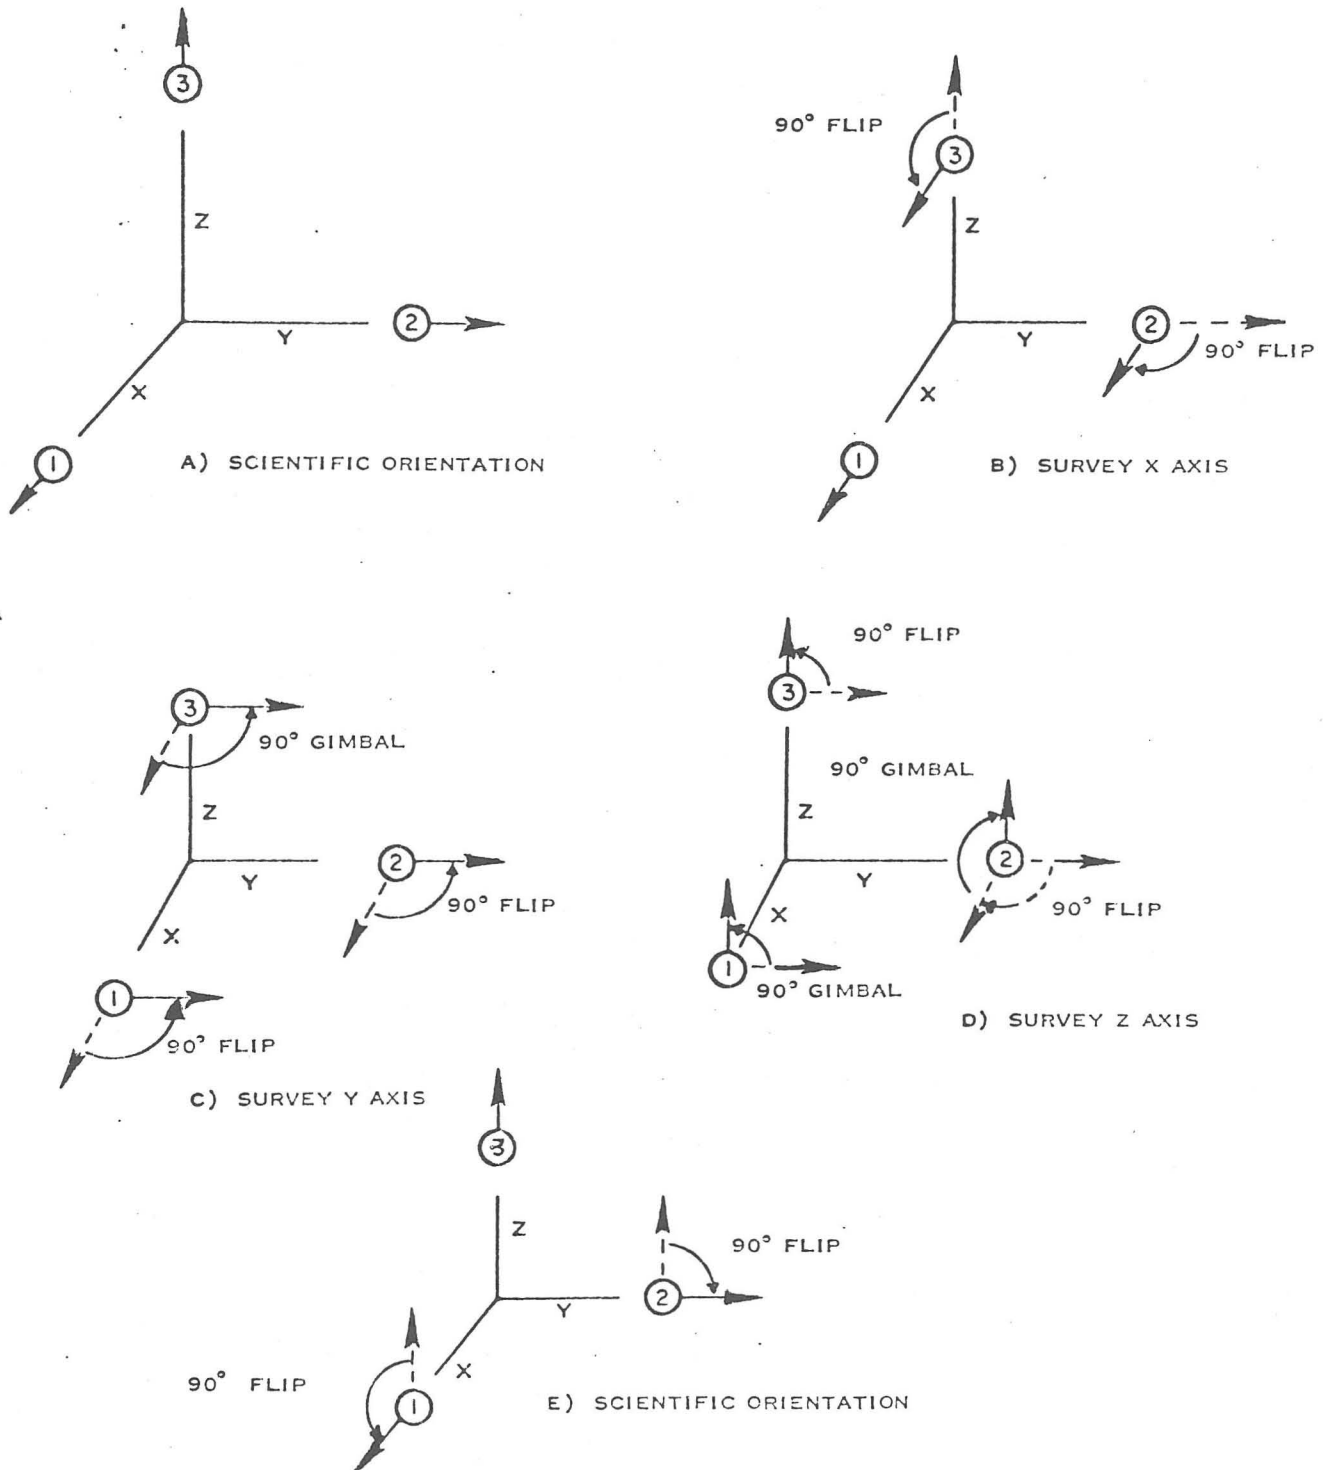 3
Z
2
Y
X
1
A) SCIENTIFIC ORIENTATION
90° FLIP
3
Z
2
Y
90° FLIP
X
1
B) SURVEY X AXIS
3
90° GIMBAL
Z
2
Y
90° FLIP
X
1
90° FLIP
C) SURVEY Y AXIS
90° FLIP
3
90° GIMBAL
Z
2
Y
90° FLIP
X
1
90° GIMBAL
D) SURVEY Z AXIS
3
Z
90° FLIP
2
Y
X
90° FLIP
1
E) SCIENTIFIC ORIENTATION